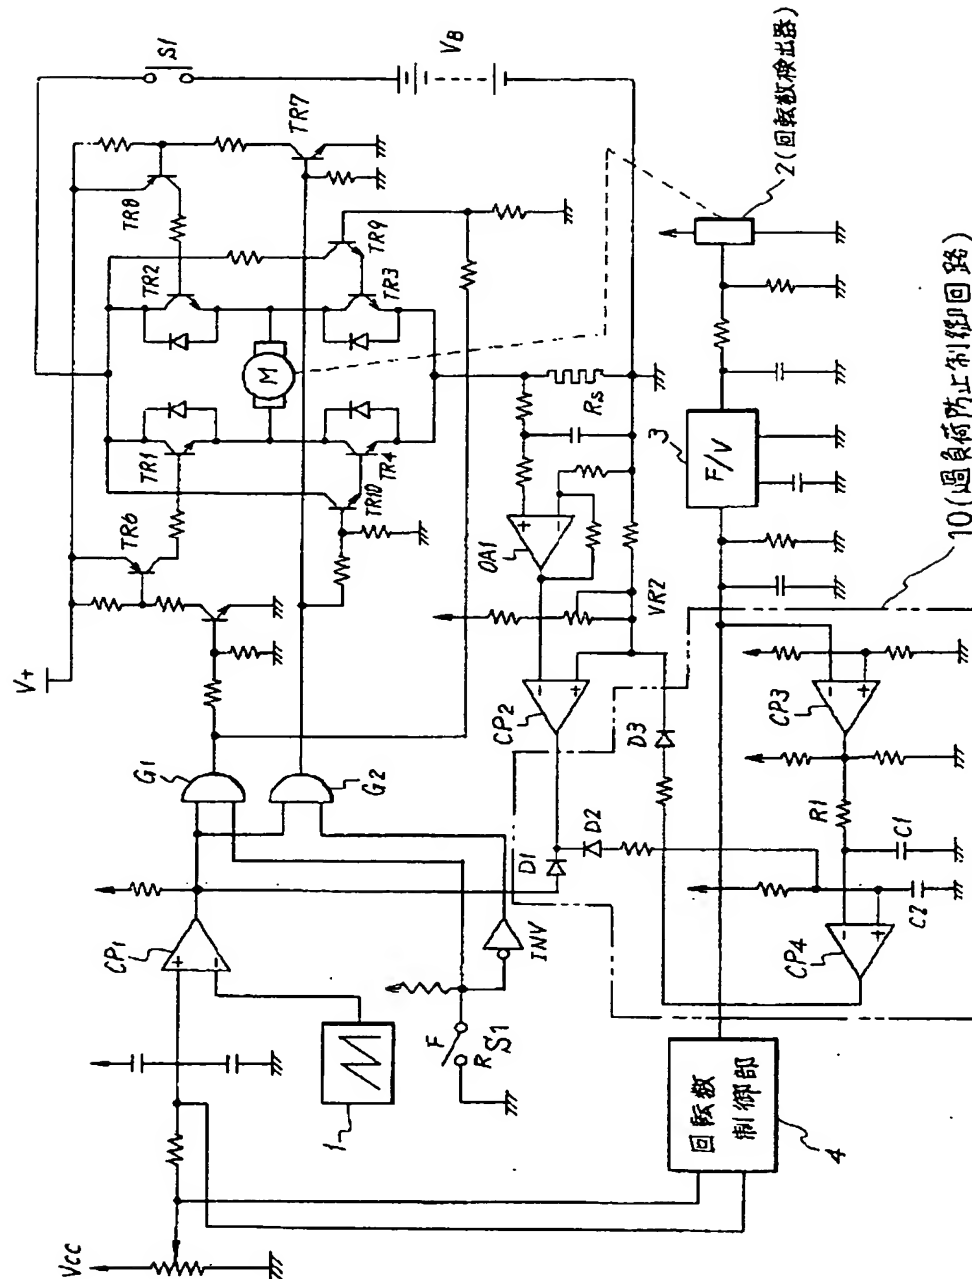 S1
VB
TR7
V+
TR8
TR2
TR9
TR3
TR6
TR1
M
TR10
TR4
G1
G2
CP1
1
F
R
S1
INV
Vcc
Rs
OA1
VR2
CP2
D1
D2
D3
2(回転数検出器)
3
F/V
10(過負荷防止制御回路)
CP3
R1
C1
C2
CP4
回転数
制御部
4